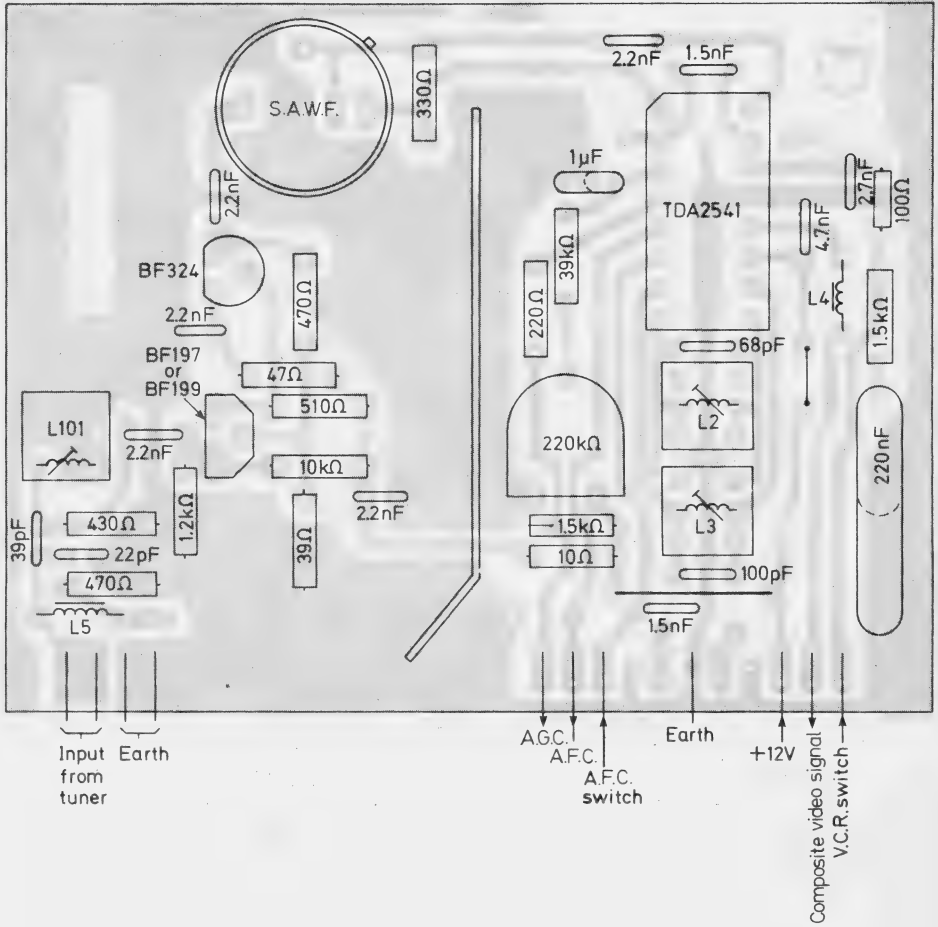 2.2nF
1.5nF
S.A.W.F.
330Ω
1µF
TDA2541
2.7nF
100Ω
2.2nF
4.7nF
BF324
39kΩ
220Ω
470Ω
L4
1.5kΩ
2.2nF
68pF
BF197
or
BF199
47Ω
510Ω
L101
L2
220kΩ
220nF
2.2nF
10kΩ
1.2kΩ
2.2nF
L3
39pF
430Ω
39Ω
1.5kΩ
22pF
10Ω
470Ω
100pF
L5
1.5nF
Input
from
tuner
Earth
A.G.C.
A.F.C.
A.F.C.
switch
Earth
+12V
Composite video signal
V.C.R. switch